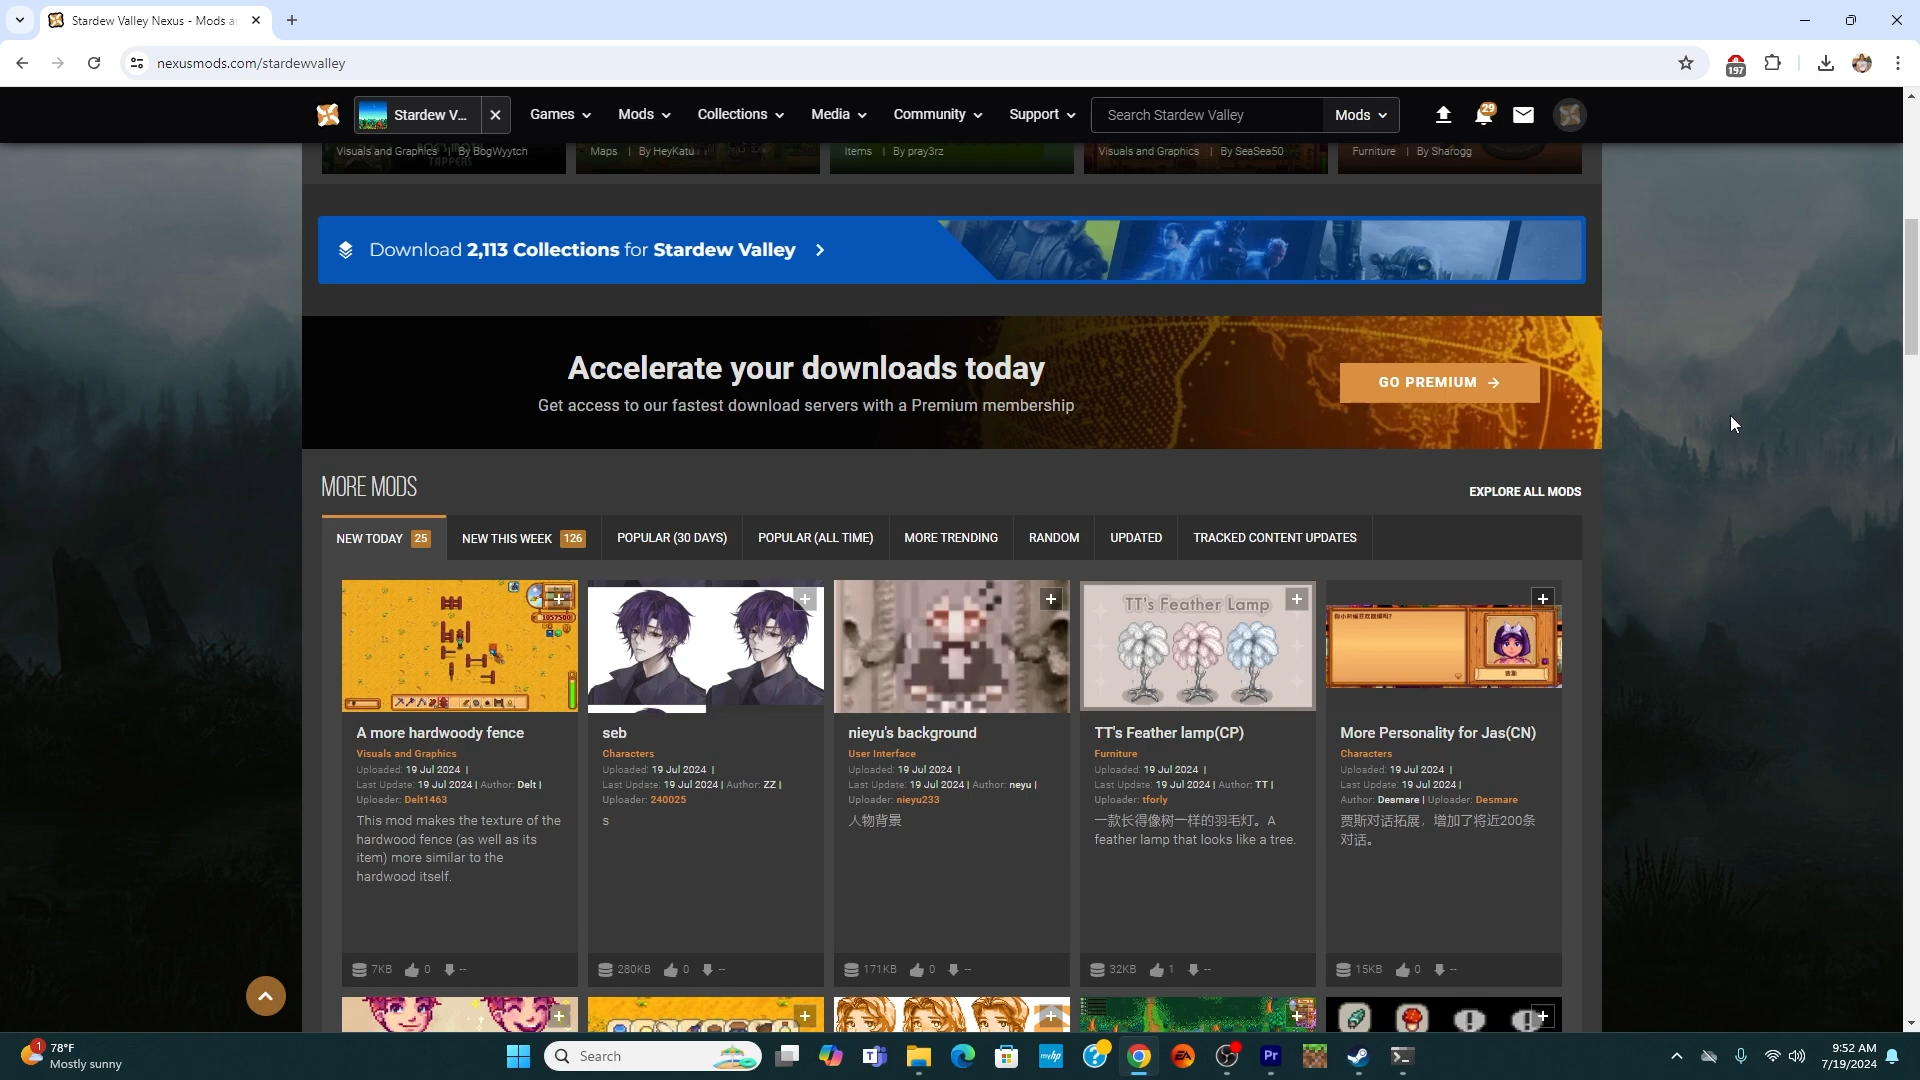 Stardew Valley Nexus - Mods a
nexusmods.com/stardewvalley
197
Stardew V...
Games
Mods
Collections
Media
Community
Support
Search Stardew Valley
Mods
29
Visuals and Graphics | By BogWyytch
Maps | By HeyKatu
Items | By pray3rz
Visuals and Graphics | By SeaSea50
Furniture | By Sharogg
TAPPERS
Download 2,113 Collections for Stardew Valley
Accelerate your downloads today
Get access to our fastest download servers with a Premium membership
GO PREMIUM
MORE MODS
EXPLORE ALL MODS
NEW TODAY 25
NEW THIS WEEK 126
POPULAR (30 DAYS)
POPULAR (ALL TIME)
MORE TRENDING
RANDOM
UPDATED
TRACKED CONTENT UPDATES
A more hardwoody fence
Visuals and Graphics
Uploaded: 19 Jul 2024 |
Last Update: 19 Jul 2024 | Author: Delt |
Uploader: Delt1463
This mod makes the texture of the
hardwood fence (as well as its
item) more similar to the
hardwood itself.
7KB 0 --
seb
Characters
Uploaded: 19 Jul 2024 |
Last Update: 19 Jul 2024 | Author: ZZ |
Uploader: 240025
s
280KB 0 --
nieyu's background
User Interface
Uploaded: 19 Jul 2024 |
Last Update: 19 Jul 2024 | Author: neyu |
Uploader: nieyu233
人物背景
171KB 0 --
TT's Feather Lamp
TT's Feather lamp(CP)
Furniture
Uploaded: 19 Jul 2024 |
Last Update: 19 Jul 2024 | Author: TT |
Uploader: tforly
一款长得像树一样的羽毛灯。A
feather lamp that looks like a tree.
32KB 1 --
More Personality for Jas(CN)
Characters
Uploaded: 19 Jul 2024 |
Last Update: 19 Jul 2024 |
Author: Desmare | Uploader: Desmare
贾斯对话拓展，增加了将近200条
对话。
15KB 0 --
1
78°F
Mostly sunny
Search
myhp
EA
Pr
9:52 AM
7/19/2024